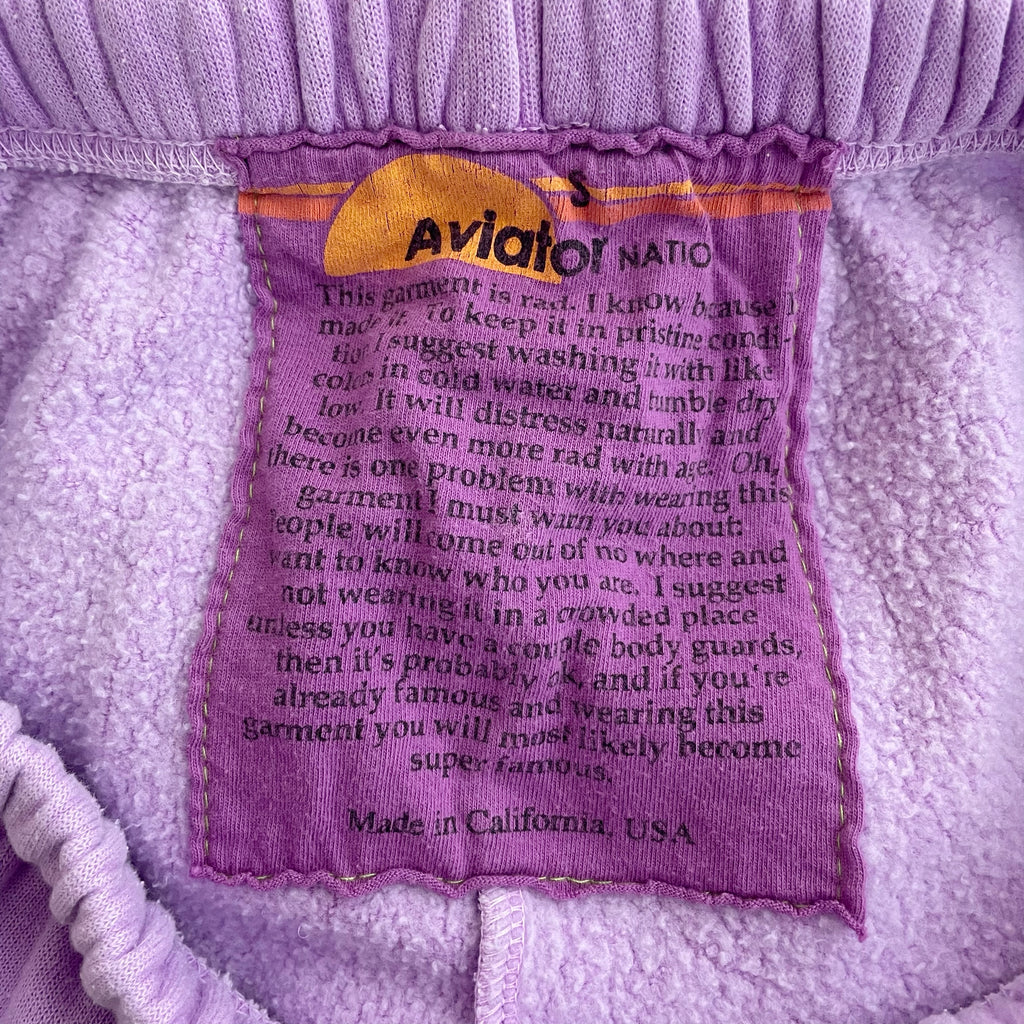 S
Aviator NATIO
This garment is rad. I know because I
made it. To keep it in pristine condi-
tion I suggest washing it with like
colors in cold water and tumble dry
low. It will distress naturally and
become even more rad with age. Oh,
there is one problem with wearing this
garment I must warn you about:
People will come out of no where and
want to know who you are. I suggest
not wearing it in a crowded place
unless you have a couple body guards,
then it's probably ok, and if you're
already famous and wearing this
garment you will most likely become
super famous.
Made in California, USA